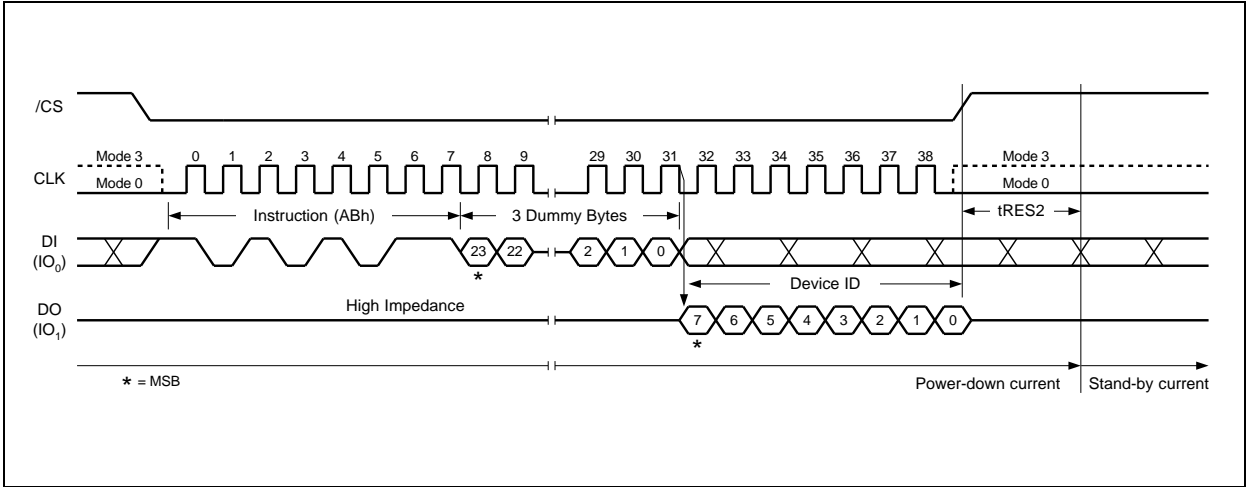 /CS
Mode 3 0 1 2 3 4 5 6 7 8 9 29 30 31 32 33 34 35 36 37 38 Mode 3
CLK Mode 0 Mode 0
Instruction (ABh) 3 Dummy Bytes tRES2
DI 23 22 2 1 0
(IO0)
* Device ID
High Impedance
DO 7 6 5 4 3 2 1 0
(IO1)
*
* = MSB Power-down current Stand-by current